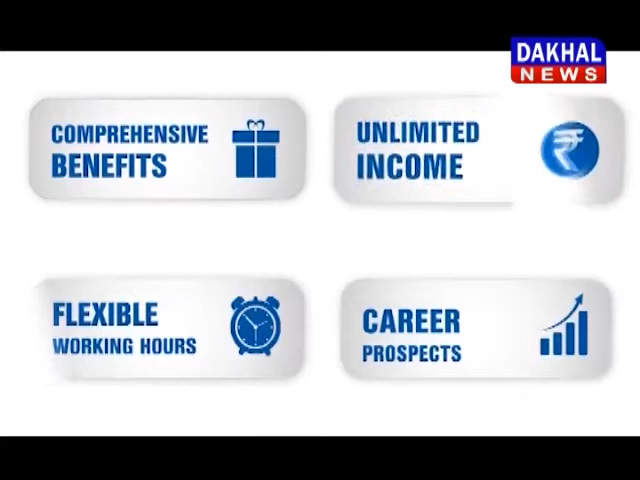 DAKHAL
NEWS
COMPREHENSIVE
BENEFITS
UNLIMITED
INCOME
FLEXIBLE
WORKING HOURS
CAREER
PROSPECTS